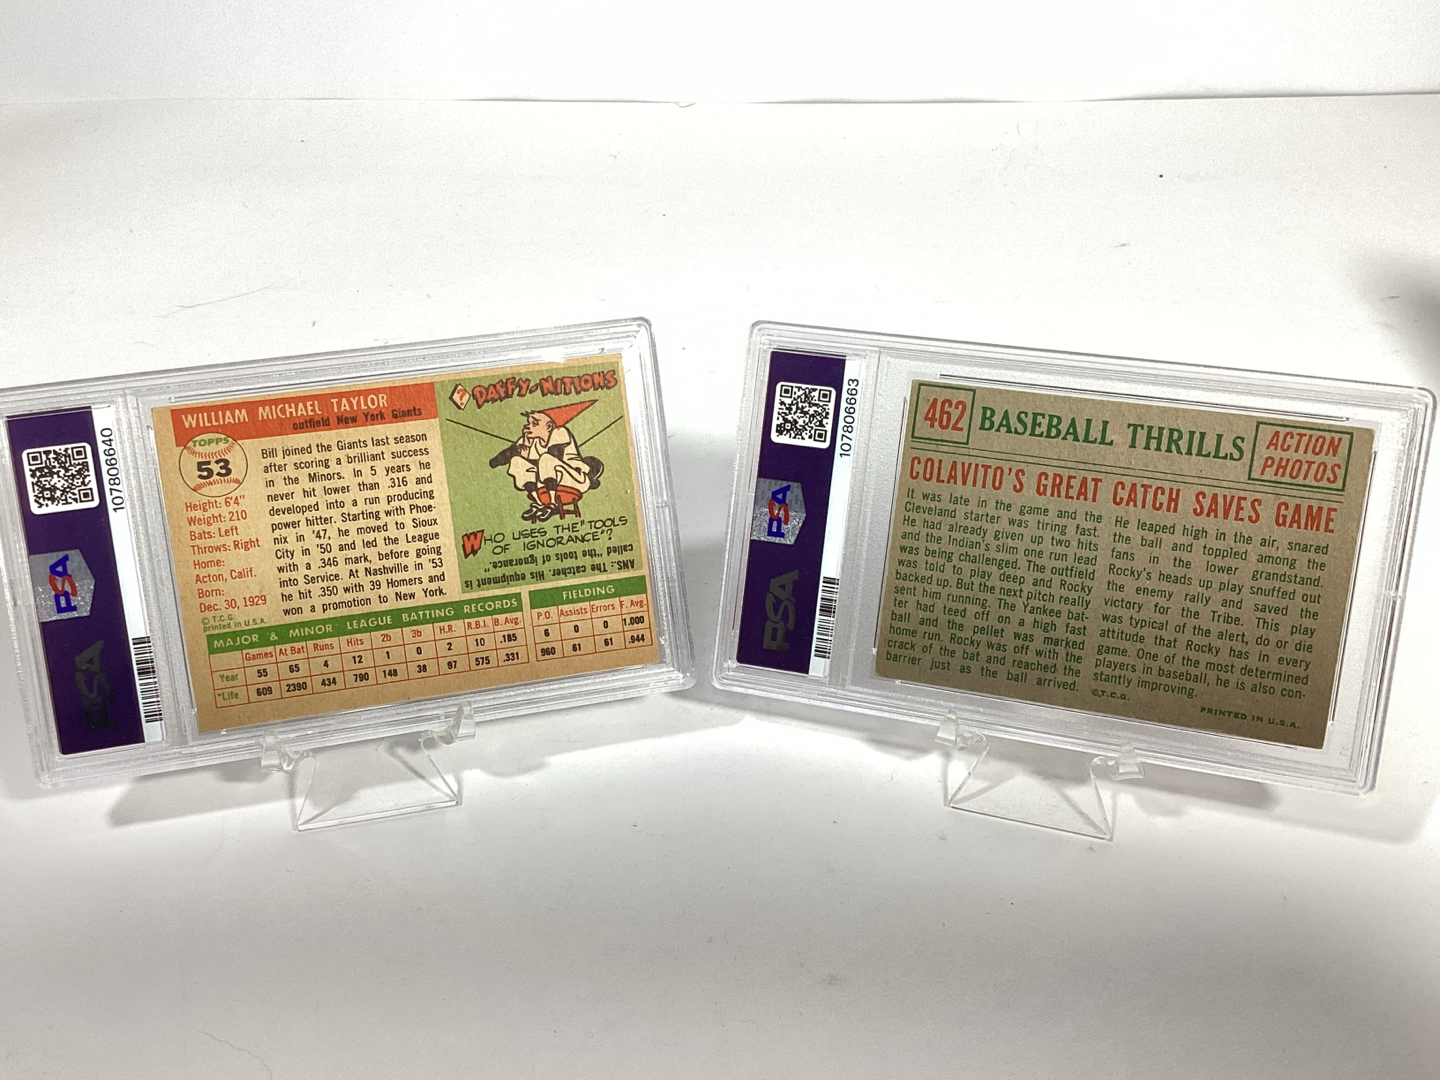 107806640
PSA
PSA
WILLIAM MICHAEL TAYLOR
outfield New York Giants
TOPPS
53
Height: 6'4"
Weight: 210
Bats: Left
Throws: Right
Home:
Acton, Calif.
Born:
Dec. 30, 1929
© T.C.G.
Printed in U.S.A.
Bill joined the Giants last season
after scoring a brilliant success
in the Minors. In 5 years he
never hit lower than .316 and
developed into a run producing
power hitter. Starting with Phoe-
nix in '47, he moved to Sioux
City in '50 and led the League
with a .346 mark, before going
into Service. At Nashville in '53
he hit .350 with 39 Homers and
won a promotion to New York.
? DAFFY-NITIONS
WHO USES THE "TOOLS
OF IGNORANCE"?
ANS.: The catcher. His equipment is
called "the tools of ignorance."
MAJOR & MINOR LEAGUE BATTING RECORDS FIELDING
Games At Bat Runs Hits 2b 3b H.R. R.B.I. B. Avg. P.O. Assists Errors F. Avg.
Year 55 65 4 12 1 0 2 10 .185 6 0 0 1.000
*Life 609 2390 434 790 148 38 97 575 .331 960 61 61 .944
107806663
PSA
PSA
462
BASEBALL THRILLS
ACTION
PHOTOS
COLAVITO'S GREAT CATCH SAVES GAME
It was late in the game and the
Cleveland starter was tiring fast.
He had already given up two hits
and the Indian's slim one run lead
was being challenged. The outfield
was told to play deep and Rocky
backed up. But the next pitch really
sent him running. The Yankee bat-
ter had teed off on a high fast
ball and the pellet was marked
home run. Rocky was off with the
crack of the bat and reached the
barrier just as the ball arrived.
He leaped high in the air, snared
the ball and toppled among the
fans in the lower grandstand.
Rocky's heads up play snuffed out
the enemy rally and saved the
victory for the Tribe. This play
was typical of the alert, do or die
attitude that Rocky has in every
game. One of the most determined
players in baseball, he is also con-
stantly improving.
©T.C.G.
PRINTED IN U.S.A.